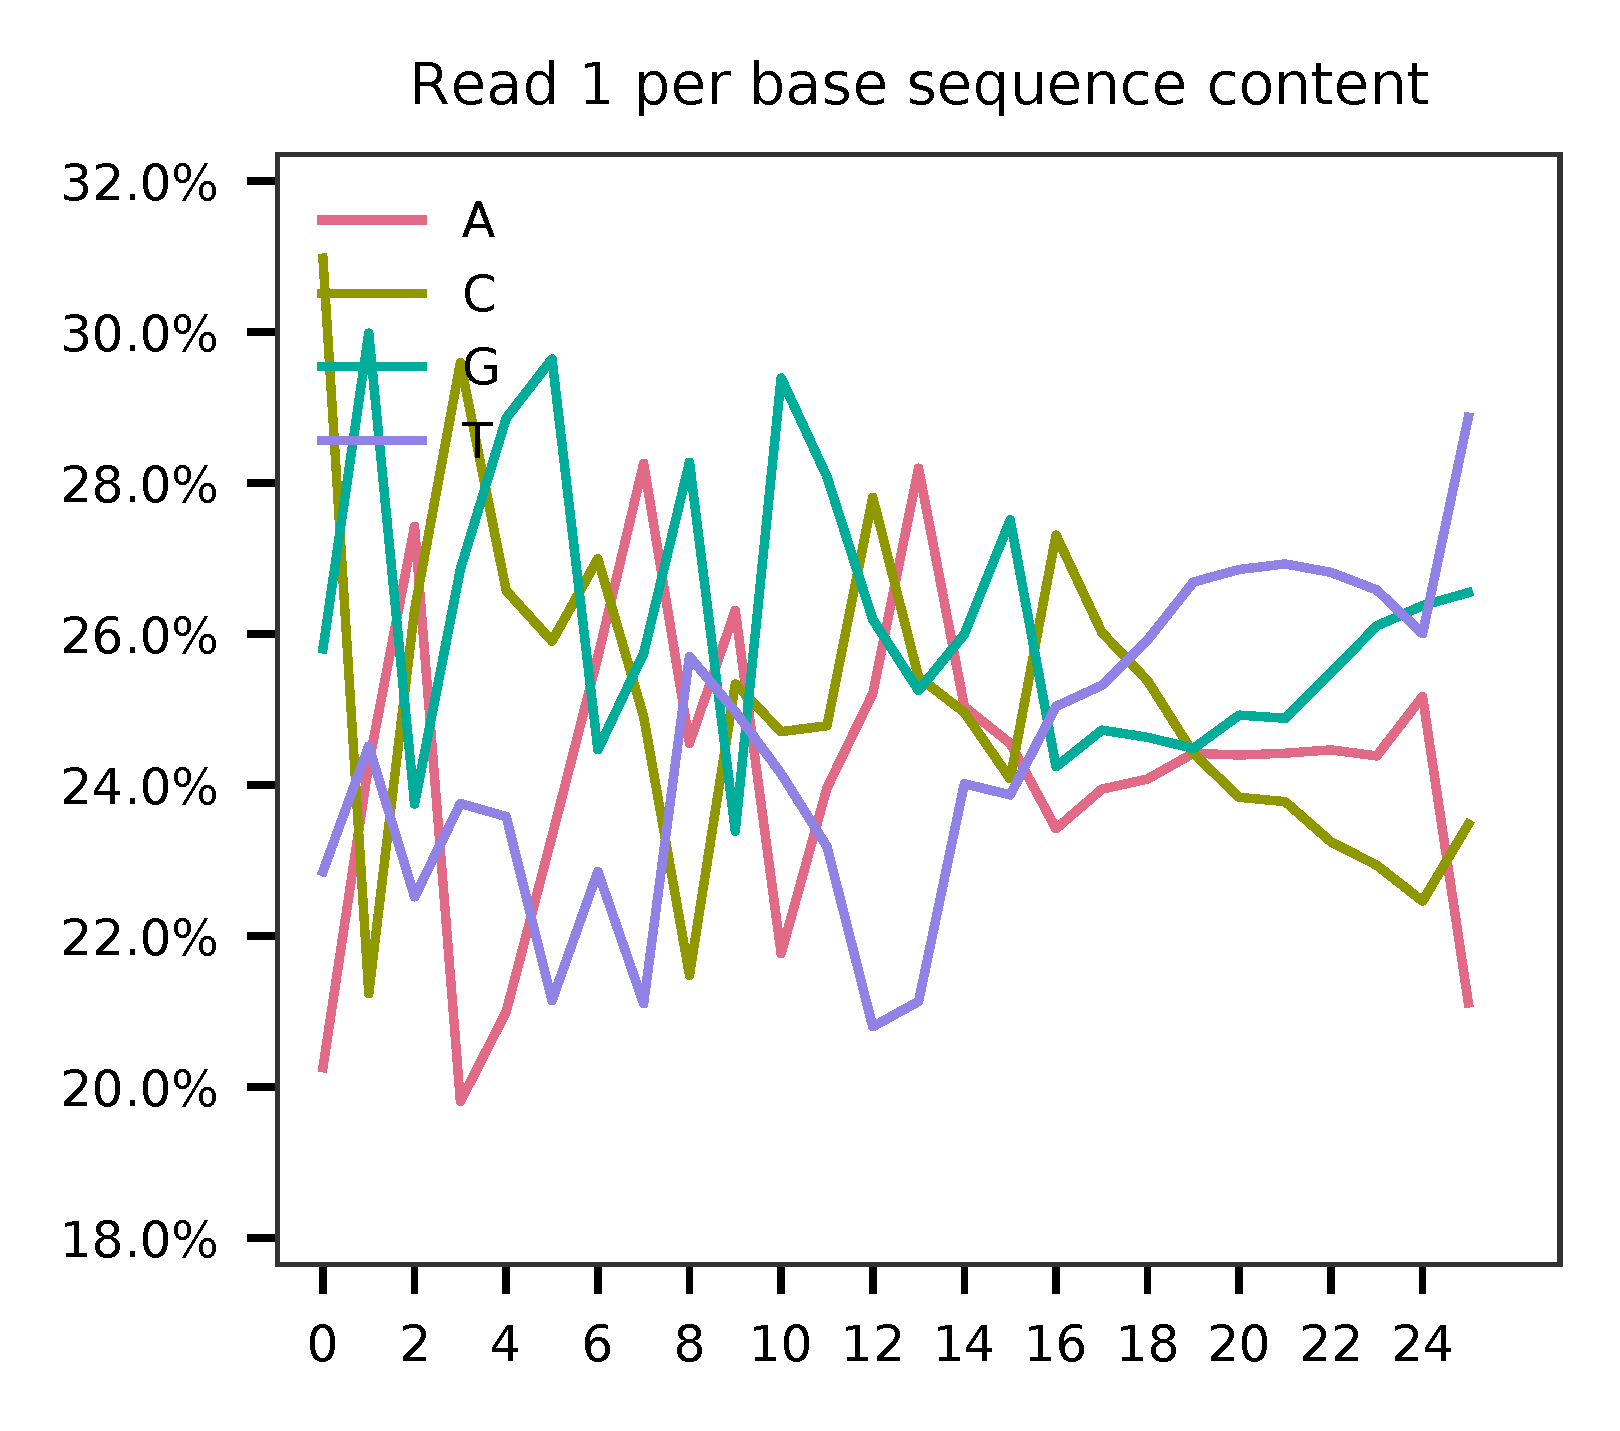 Read 1 per base sequence content
32.0%
30.0%
28.0%
26.0%
24.0%
22.0%
20.0%
18.0%
A
C
G
T
0 2 4 6 8 10 12 14 16 18 20 22 24